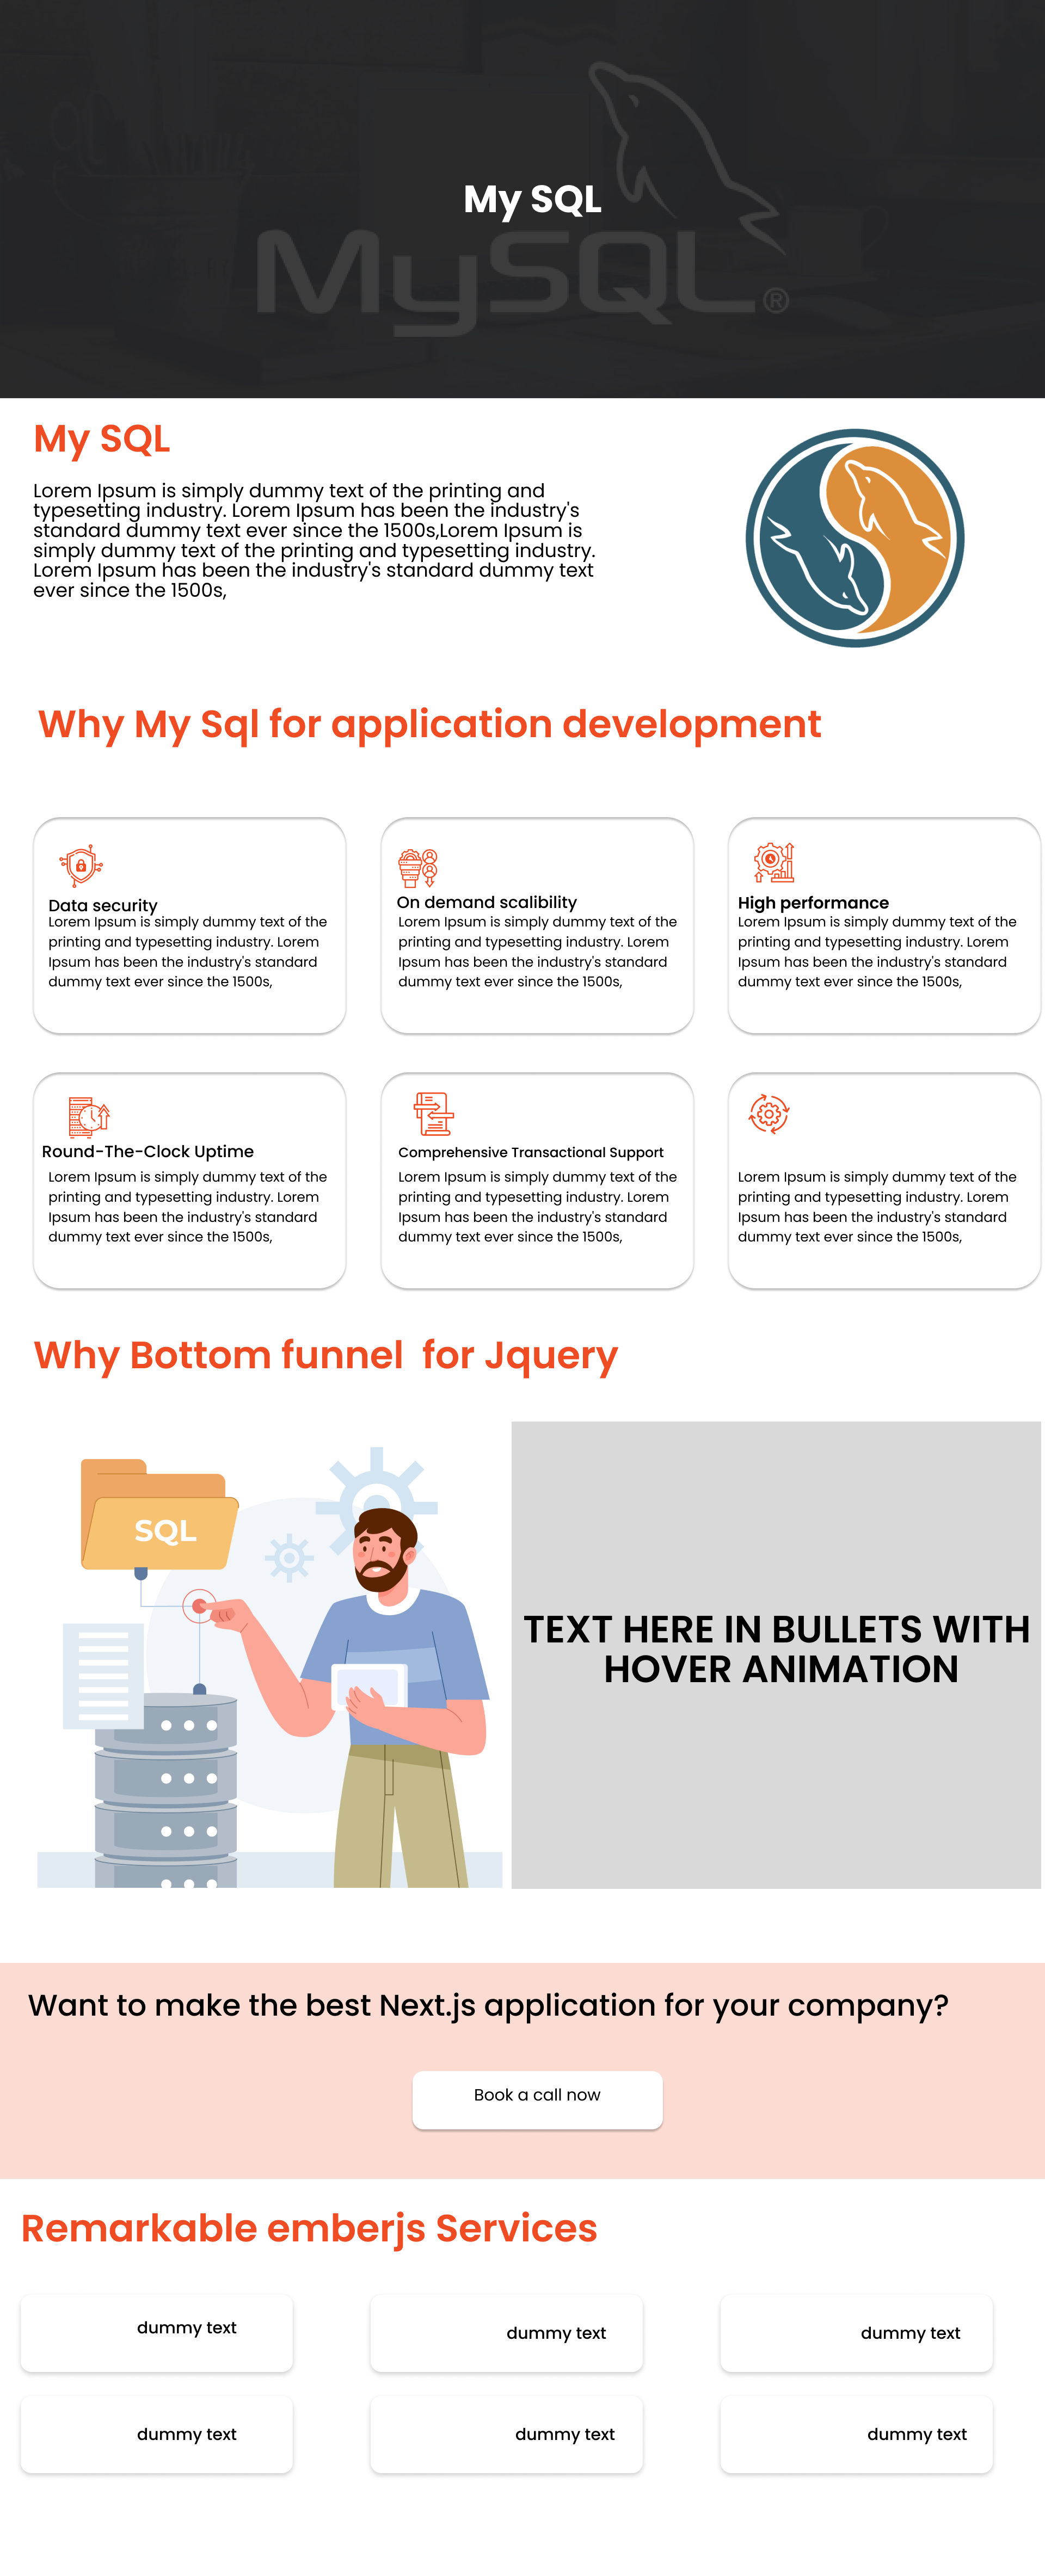 My SQL
MySQL®
My SQL
Lorem Ipsum is simply dummy text of the printing and
typesetting industry. Lorem Ipsum has been the industry's
standard dummy text ever since the 1500s,Lorem Ipsum is
simply dummy text of the printing and typesetting industry.
Lorem Ipsum has been the industry's standard dummy text
ever since the 1500s,
Why My Sql for application development
Data security
Lorem Ipsum is simply dummy text of the
printing and typesetting industry. Lorem
Ipsum has been the industry's standard
dummy text ever since the 1500s,
On demand scalibility
Lorem Ipsum is simply dummy text of the
printing and typesetting industry. Lorem
Ipsum has been the industry's standard
dummy text ever since the 1500s,
High performance
Lorem Ipsum is simply dummy text of the
printing and typesetting industry. Lorem
Ipsum has been the industry's standard
dummy text ever since the 1500s,
Round-The-Clock Uptime
Lorem Ipsum is simply dummy text of the
printing and typesetting industry. Lorem
Ipsum has been the industry's standard
dummy text ever since the 1500s,
Comprehensive Transactional Support
Lorem Ipsum is simply dummy text of the
printing and typesetting industry. Lorem
Ipsum has been the industry's standard
dummy text ever since the 1500s,
Lorem Ipsum is simply dummy text of the
printing and typesetting industry. Lorem
Ipsum has been the industry's standard
dummy text ever since the 1500s,
Why Bottom funnel  for Jquery
SQL
TEXT HERE IN BULLETS WITH
HOVER ANIMATION
Want to make the best Next.js application for your company?
Book a call now
Remarkable emberjs Services
dummy text
dummy text
dummy text
dummy text
dummy text
dummy text